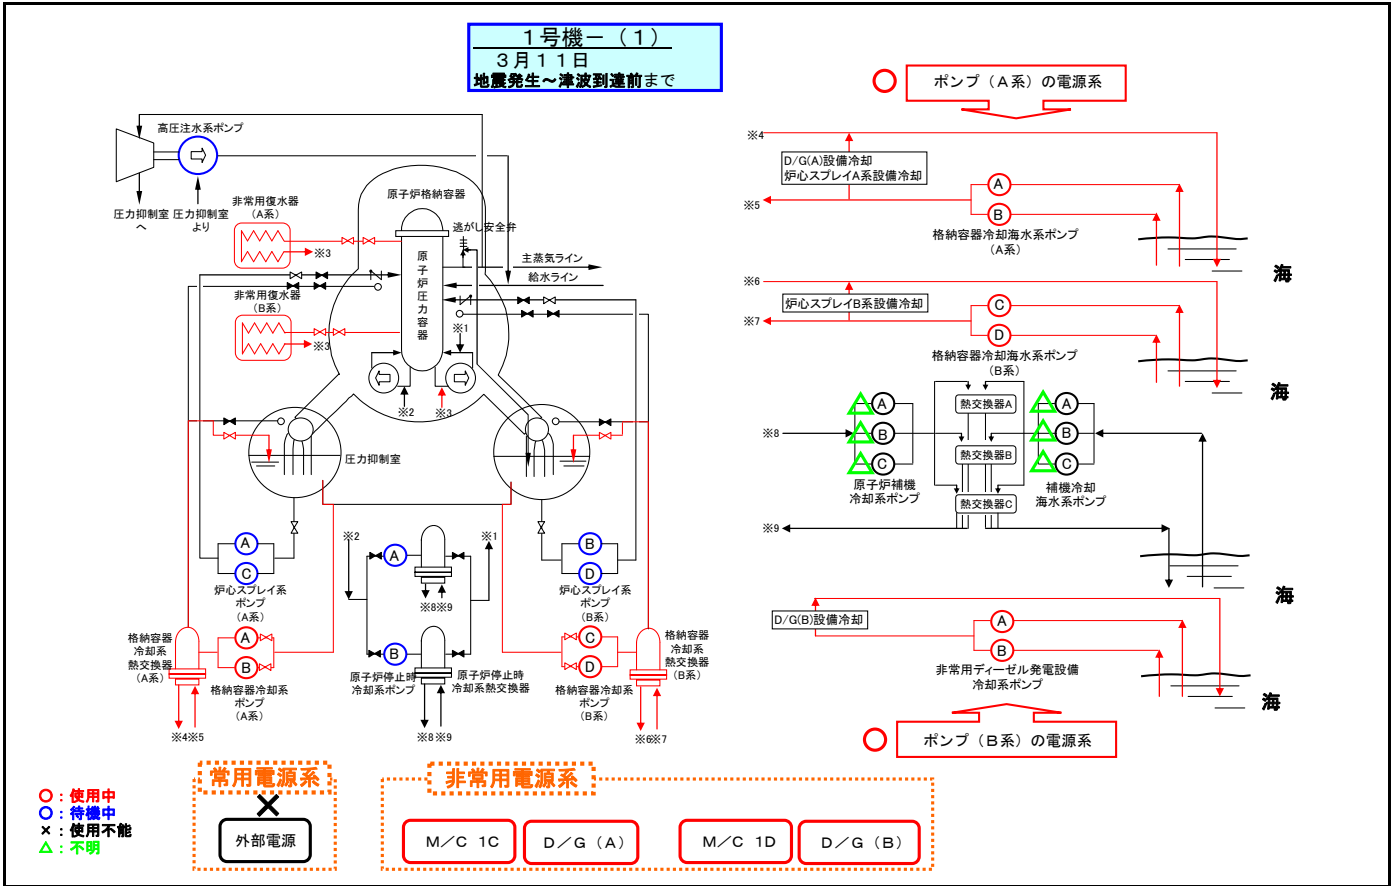 1号機－（1）
3月11日
地震発生～津波到達前まで
ポンプ（A系）の電源系
高圧注水系ポンプ
圧力抑制室
へ
圧力抑制室
より
非常用復水器
（A系）
※3
非常用復水器
（B系）
※3
原子炉格納容器
原子炉圧力容器
逃がし安全弁
主蒸気ライン
給水ライン
※1
※2
※3
圧力抑制室
※4
D/G(A)設備冷却
炉心スプレイA系設備冷却
※5
A
B
格納容器冷却海水系ポンプ
（A系）
海
※6
炉心スプレイB系設備冷却
※7
C
D
格納容器冷却海水系ポンプ
（B系）
海
※8
A
B
C
原子炉補機
冷却系ポンプ
熱交換器A
熱交換器B
熱交換器C
A
B
C
補機冷却
海水系ポンプ
※9
海
D/G(B)設備冷却
A
B
非常用ディーゼル発電設備
冷却系ポンプ
海
ポンプ（B系）の電源系
A
C
炉心スプレイ系
ポンプ
（A系）
※2
A
※1
※8※9
B
原子炉停止時
冷却系ポンプ
原子炉停止時
冷却系熱交換器
※8※9
B
D
炉心スプレイ系
ポンプ
（B系）
格納容器
冷却系
熱交換器
（A系）
A
B
格納容器冷却系
ポンプ
（A系）
※4※5
C
D
格納容器冷却系
ポンプ
（B系）
格納容器
冷却系
熱交換器
（B系）
※6※7
○：使用中
○：待機中
×：使用不能
△：不明
常用電源系
外部電源
非常用電源系
M／C 1C
D／G（A）
M／C 1D
D／G（B）